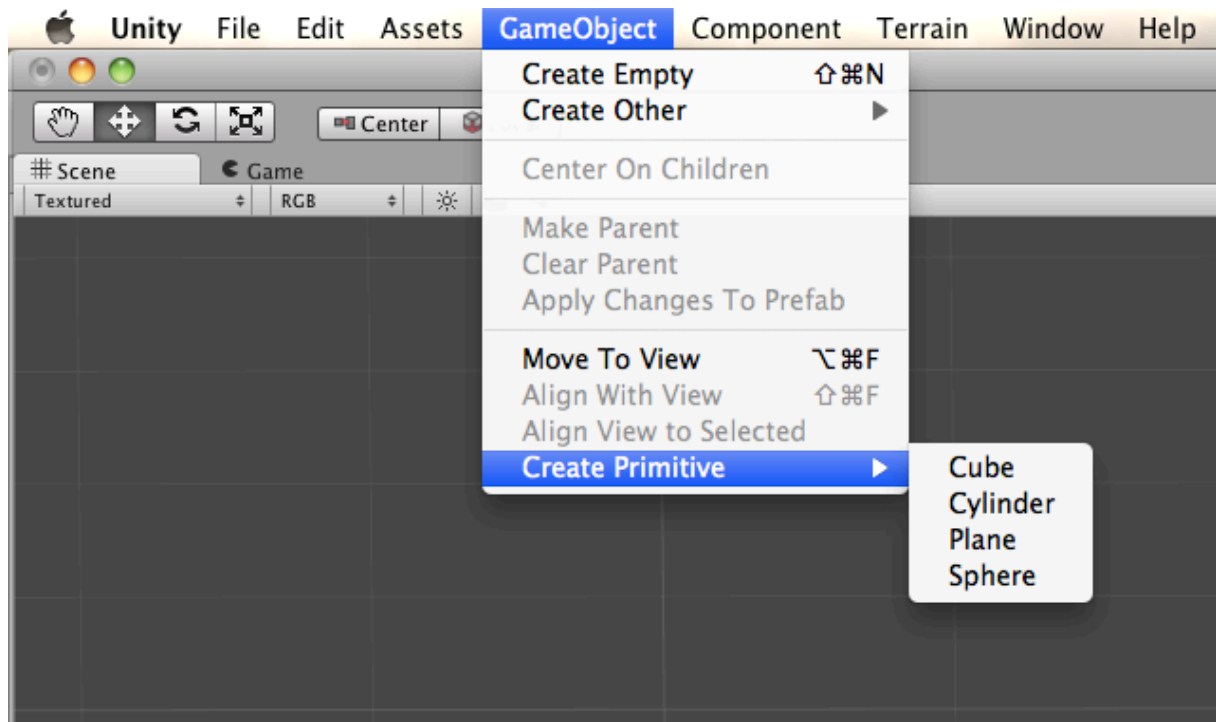 Unity File Edit Assets GameObject Component Terrain Window Help
Create Empty ⇧⌘N
Create Other
Center
Scene Game
Center On Children
Textured RGB
Make Parent
Clear Parent
Apply Changes To Prefab
Move To View ⌥⌘F
Align With View ⇧⌘F
Align View to Selected
Create Primitive
Cube
Cylinder
Plane
Sphere